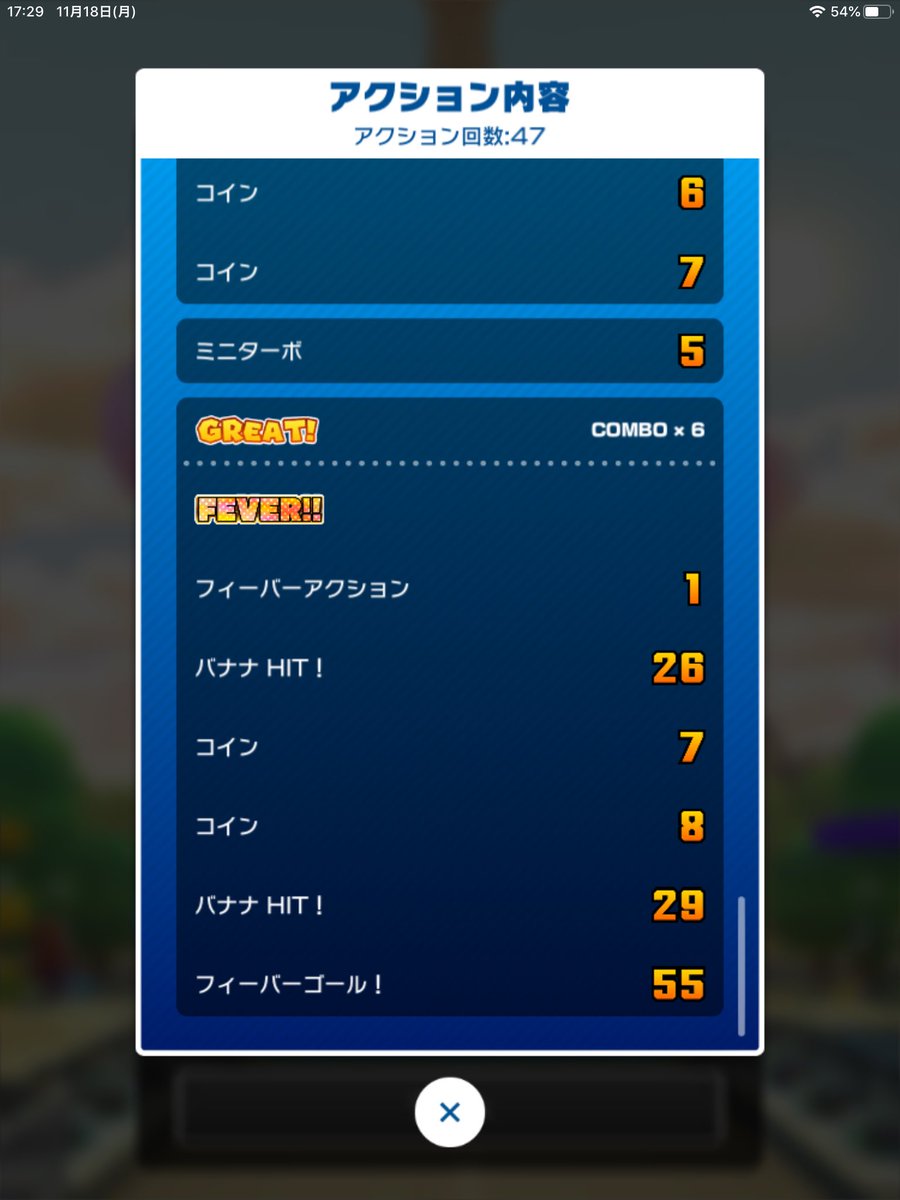 17:29 11月18日(月) 54%
アクション内容
アクション回数:47
コイン 6
コイン 7
ミニターボ 5
GREAT! COMBO × 6
FEVER!!
フィーバーアクション 1
バナナ HIT！ 26
コイン 7
コイン 8
バナナ HIT！ 29
フィーバーゴール！ 55